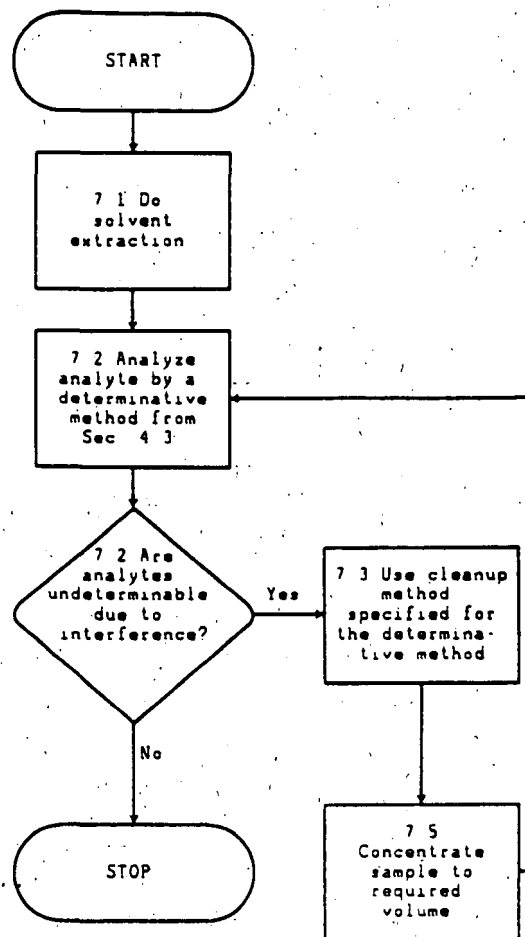 START
7 1 Do
solvent
extraction
7 2 Analyze
analyte by a
determinative
method from
Sec 4 3
7 2 Are
analytes
undeterminable
due to
interference?
Yes
7 3 Use cleanup
method
specified for
the determina-
tive method
No
STOP
7 5
Concentrate
sample to
required
volume